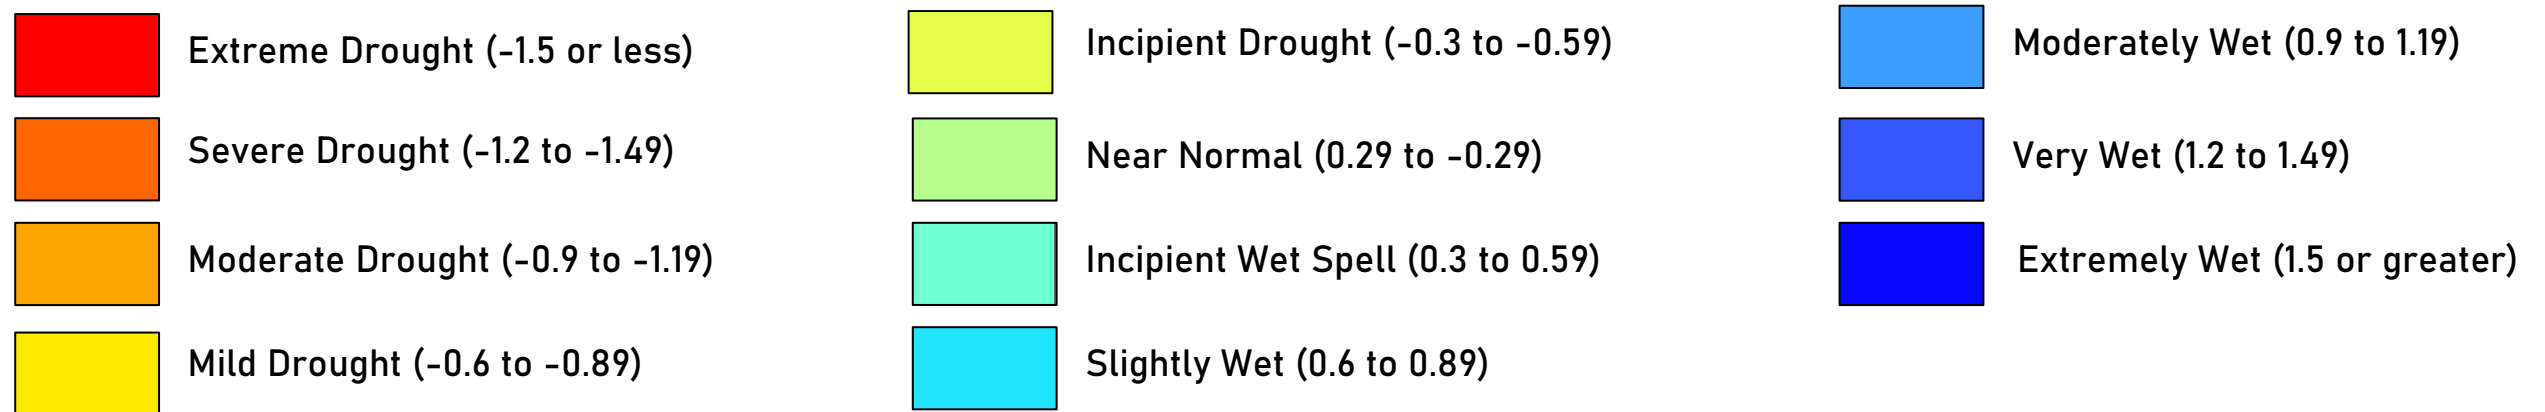 Extreme Drought (-1.5 or less)
Severe Drought (-1.2 to -1.49)
Moderate Drought (-0.9 to -1.19)
Mild Drought (-0.6 to -0.89)
Incipient Drought (-0.3 to -0.59)
Near Normal (0.29 to -0.29)
Incipient Wet Spell (0.3 to 0.59)
Slightly Wet (0.6 to 0.89)
Moderately Wet (0.9 to 1.19)
Very Wet (1.2 to 1.49)
Extremely Wet (1.5 or greater)